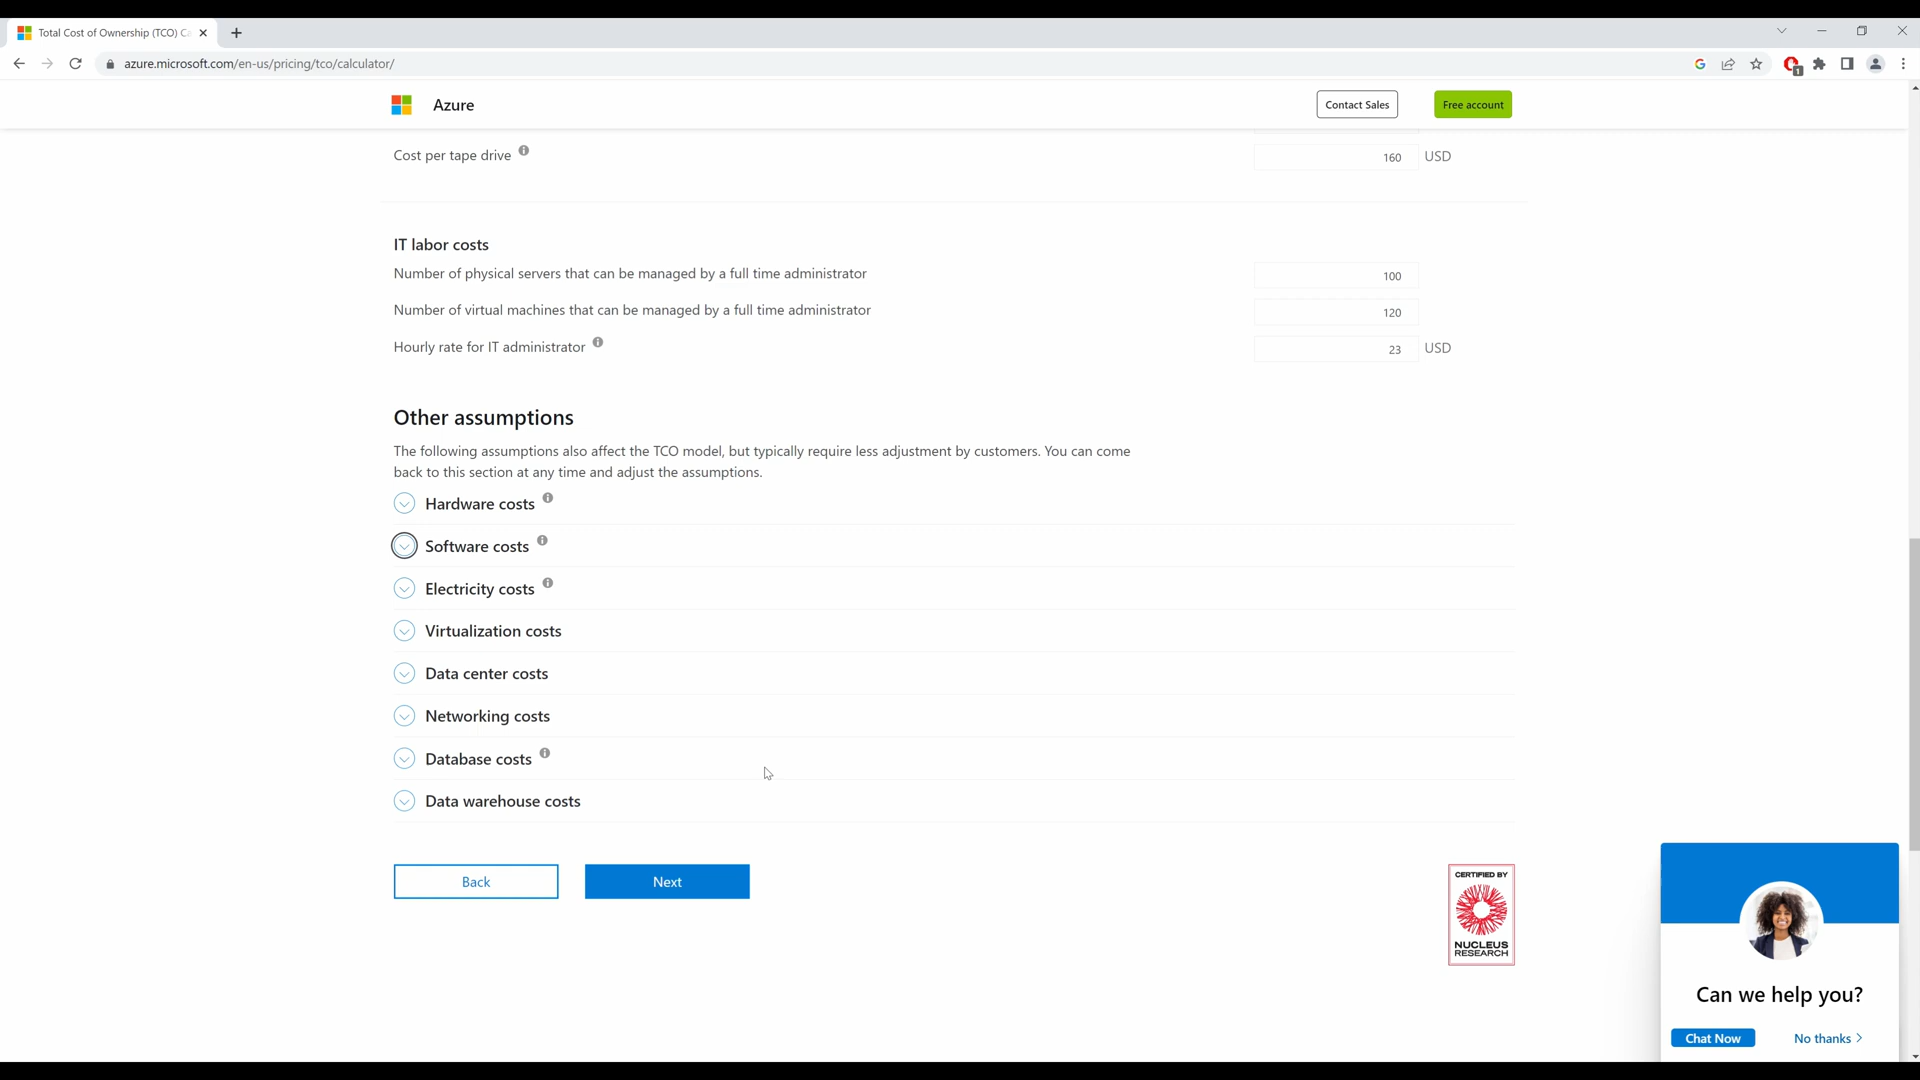 Total Cost of Ownership (TCO) Ca
azure.microsoft.com/en-us/pricing/tco/calculator/
1
Azure
Contact Sales
Free account
Cost per tape drive
160 USD
IT labor costs
Number of physical servers that can be managed by a full time administrator
100
Number of virtual machines that can be managed by a full time administrator
120
Hourly rate for IT administrator
23 USD
Other assumptions
The following assumptions also affect the TCO model, but typically require less adjustment by customers. You can come
back to this section at any time and adjust the assumptions.
Hardware costs
Software costs
Electricity costs
Virtualization costs
Data center costs
Networking costs
Database costs
Data warehouse costs
Back
Next
CERTIFIED BY
NUCLEUS
RESEARCH
Can we help you?
Chat Now
No thanks